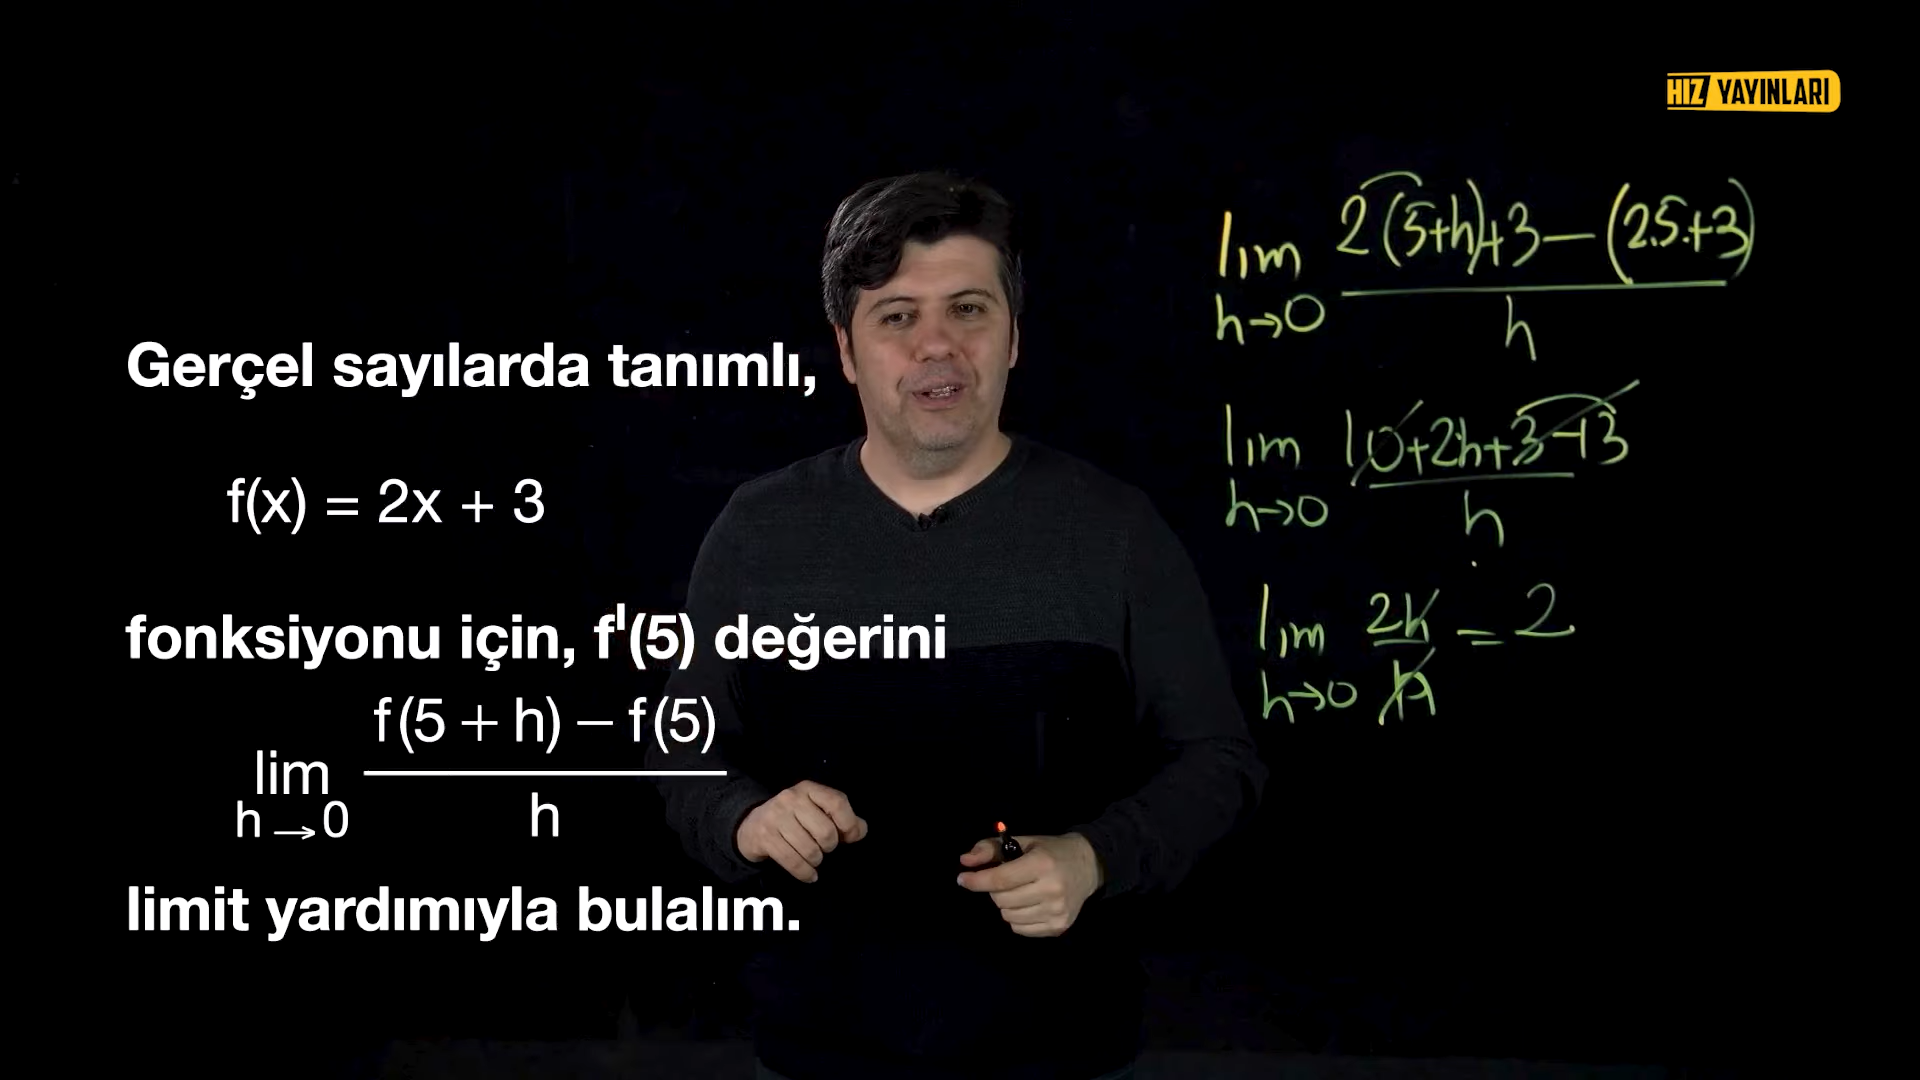 HIZ YAYINLARI
Gerçel sayılarda tanımlı,
f(x) = 2x + 3
fonksiyonu için, f'(5) değerini
lim h→0 f(5 + h) − f(5) / h
limit yardımıyla bulalım.
lim h→0 2(5+h)+3−(2.5+3) / h
lim h→0 10+2h+3−13 / h
lim h→0 2h / h = 2